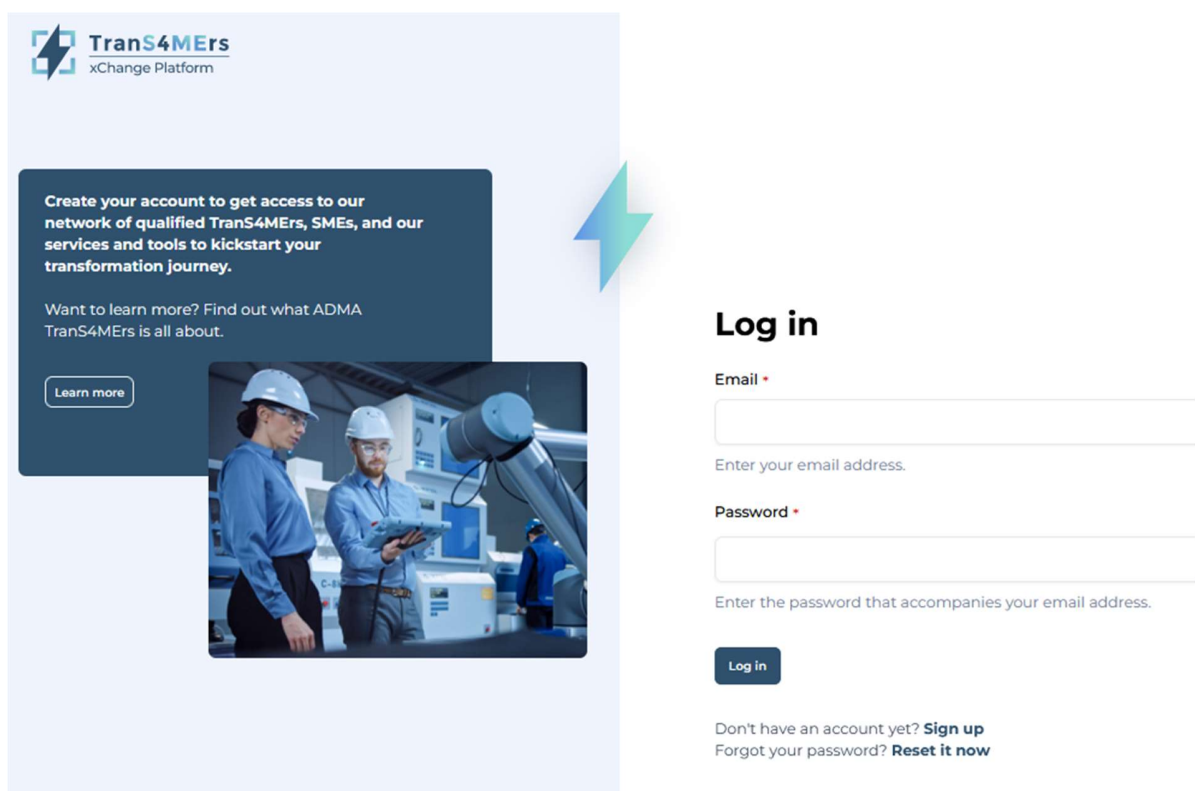 TranS4MErs
xChange Platform
Create your account to get access to our
network of qualified TranS4MErs, SMEs, and our
services and tools to kickstart your
transformation journey.
Want to learn more? Find out what ADMA
TranS4MErs is all about.
Learn more
Log in
Email *
Enter your email address.
Password *
Enter the password that accompanies your email address.
Log in
Don't have an account yet? Sign up
Forgot your password? Reset it now